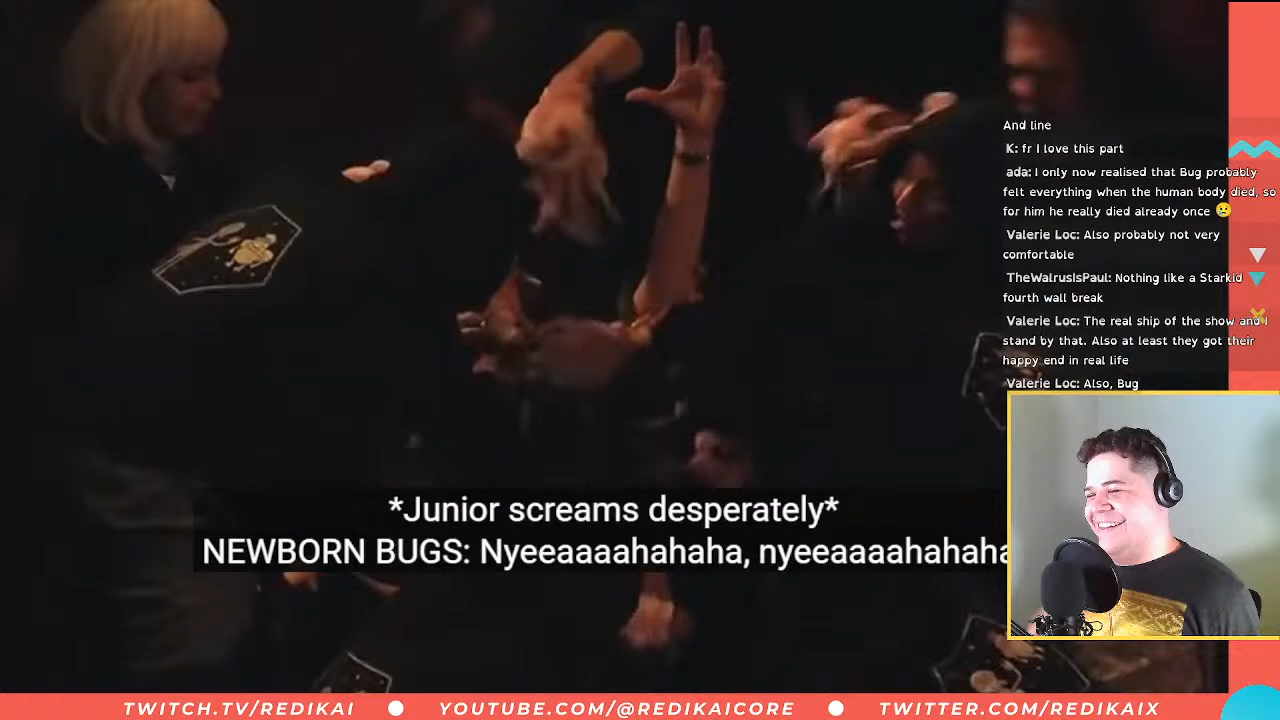 And line
K: fr I love this part
ada: I only now realised that Bug probably
felt everything when the human body died, so
for him he really died already once 😢
Valerie Loc: Also probably not very
comfortable
TheWalrusIsPaul: Nothing like a Starkid
fourth wall break
Valerie Loc: The real ship of the show and I
stand by that. Also at least they got their
happy end in real life
Valerie Loc: Also, Bug
*Junior screams desperately*
NEWBORN BUGS: Nyeeaaaahahaha, nyeeaaaahahaha
TWITCH.TV/REDIKAI
YOUTUBE.COM/@REDIKAICORE
TWITTER.COM/REDIKAIX